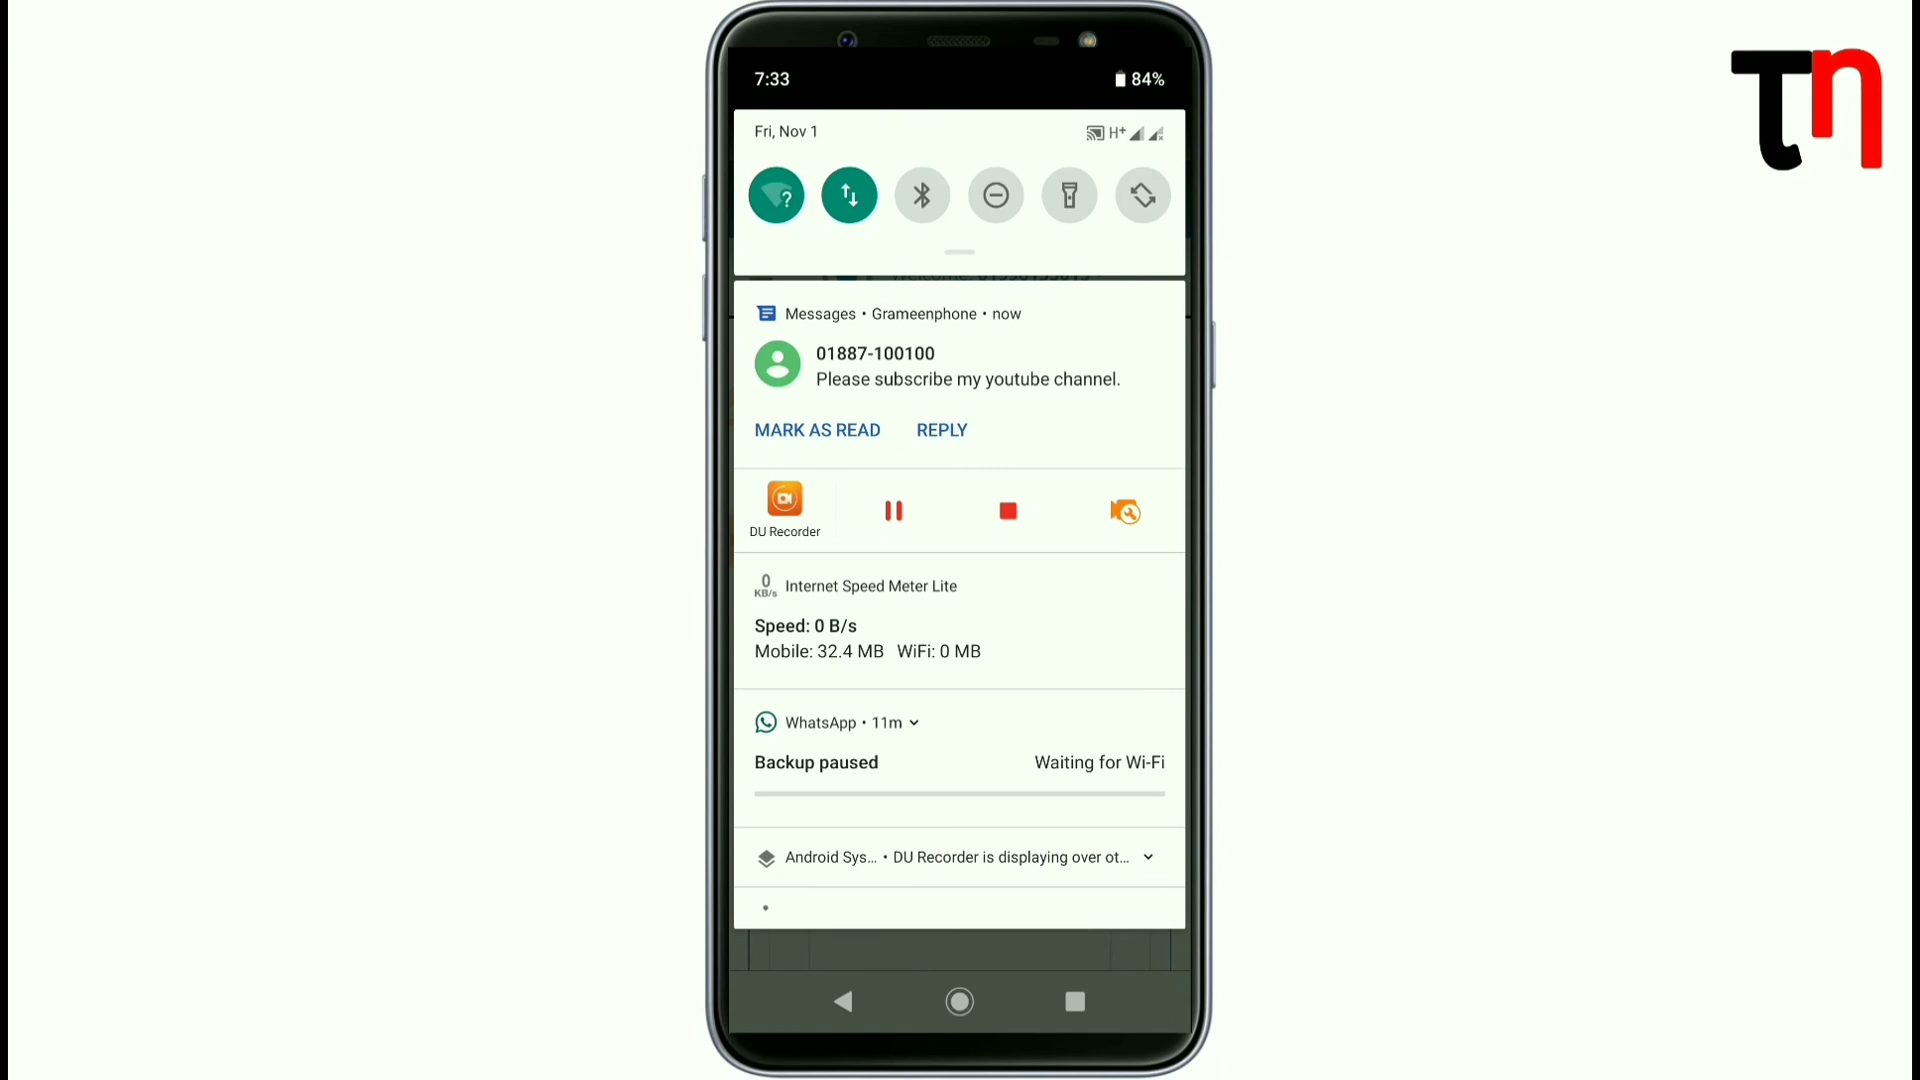 7:33
84%
Tn
Fri, Nov 1
H+
?
Messages • Grameenphone • now
01887-100100
Please subscribe my youtube channel.
MARK AS READ REPLY
DU Recorder
0 KB/s Internet Speed Meter Lite
Speed: 0 B/s
Mobile: 32.4 MB WiFi: 0 MB
WhatsApp • 11m
Backup paused Waiting for Wi-Fi
Android Sys... • DU Recorder is displaying over ot...